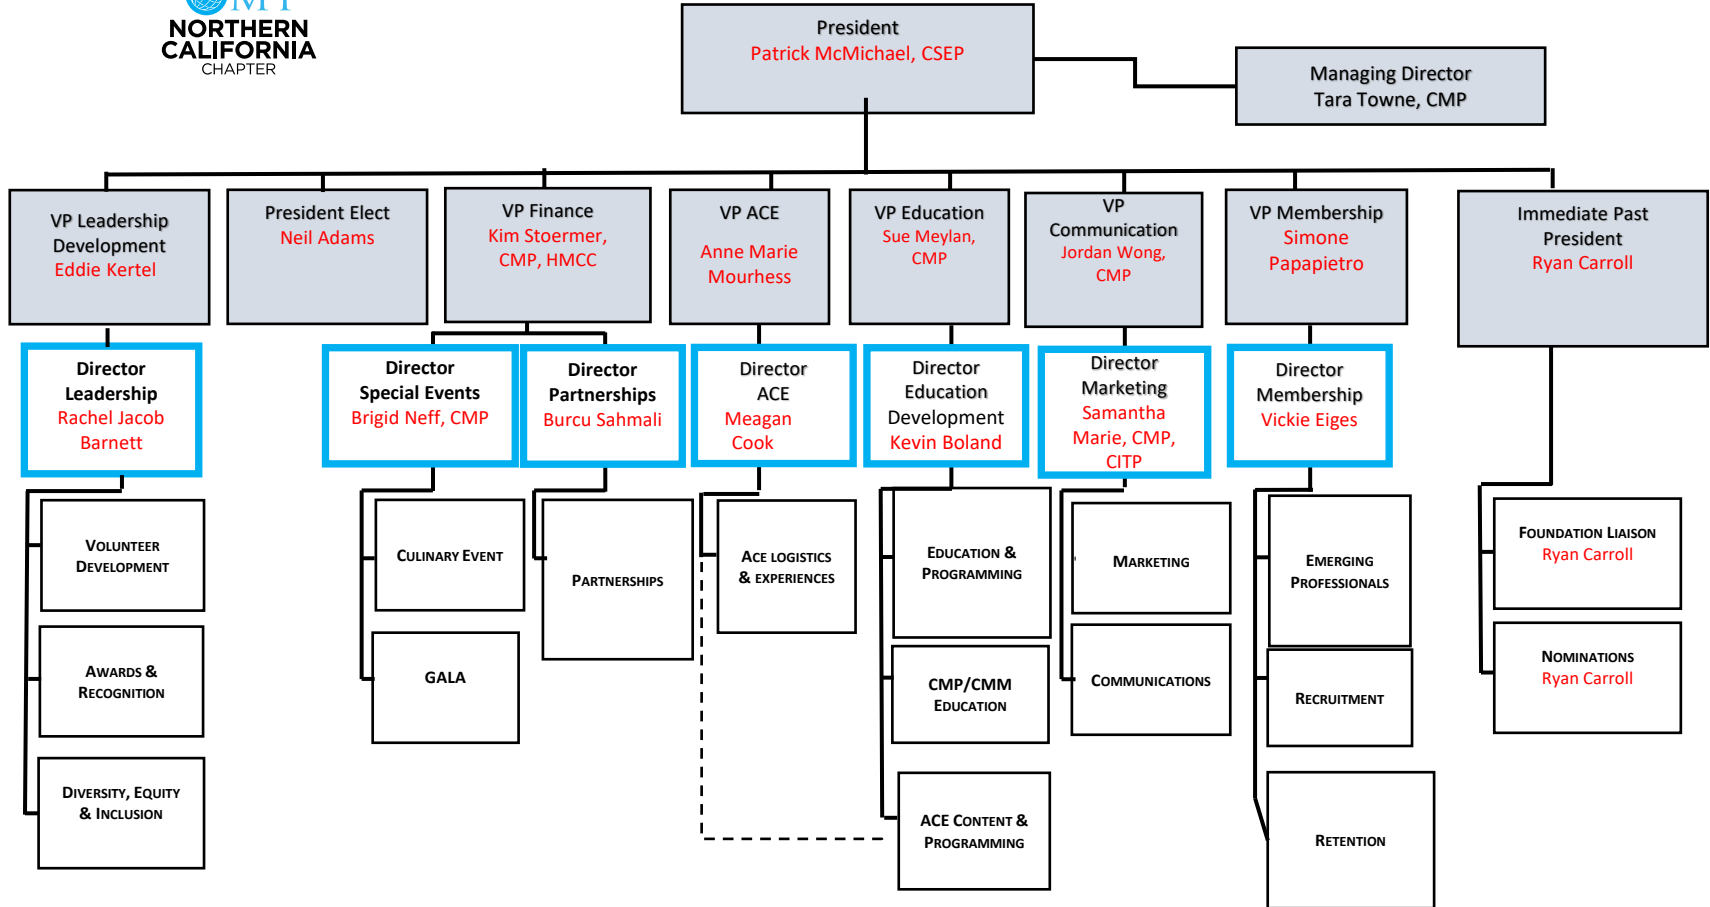 MPI
NORTHERN
CALIFORNIA
CHAPTER
President
Patrick McMichael, CSEP
Managing Director
Tara Towne, CMP
VP Leadership
Development
Eddie Kertel
President Elect
Neil Adams
VP Finance
Kim Stoermer,
CMP, HMCC
VP ACE
Anne Marie
Mourhess
VP Education
Sue Meylan,
CMP
VP
Communication
Jordan Wong,
CMP
VP Membership
Simone
Papapietro
Immediate Past
President
Ryan Carroll
Director
Leadership
Rachel Jacob
Barnett
Director
Special Events
Brigid Neff, CMP
Director
Partnerships
Burcu Sahmali
Director
ACE
Meagan
Cook
Director
Education
Development
Kevin Boland
Director
Marketing
Samantha
Marie, CMP,
CITP
Director
Membership
Vickie Eiges
VOLUNTEER
DEVELOPMENT
AWARDS &
RECOGNITION
DIVERSITY, EQUITY
& INCLUSION
CULINARY EVENT
GALA
PARTNERSHIPS
ACE LOGISTICS
& EXPERIENCES
EDUCATION &
PROGRAMMING
CMP/CMM
EDUCATION
ACE CONTENT &
PROGRAMMING
MARKETING
COMMUNICATIONS
EMERGING
PROFESSIONALS
RECRUITMENT
RETENTION
FOUNDATION LIAISON
Ryan Carroll
NOMINATIONS
Ryan Carroll